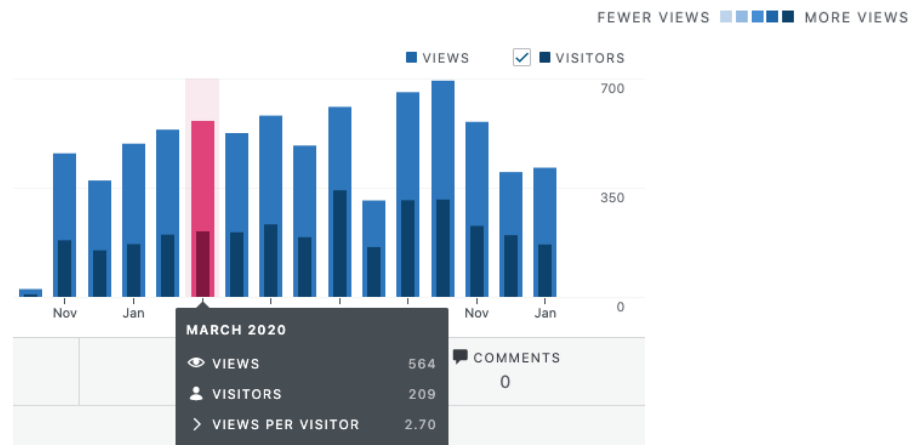 FEWER VIEWS MORE VIEWS
VIEWS VISITORS
700
350
0
Nov Jan Nov Jan
MARCH 2020
VIEWS 564
VISITORS 209
VIEWS PER VISITOR 2.70
COMMENTS
0